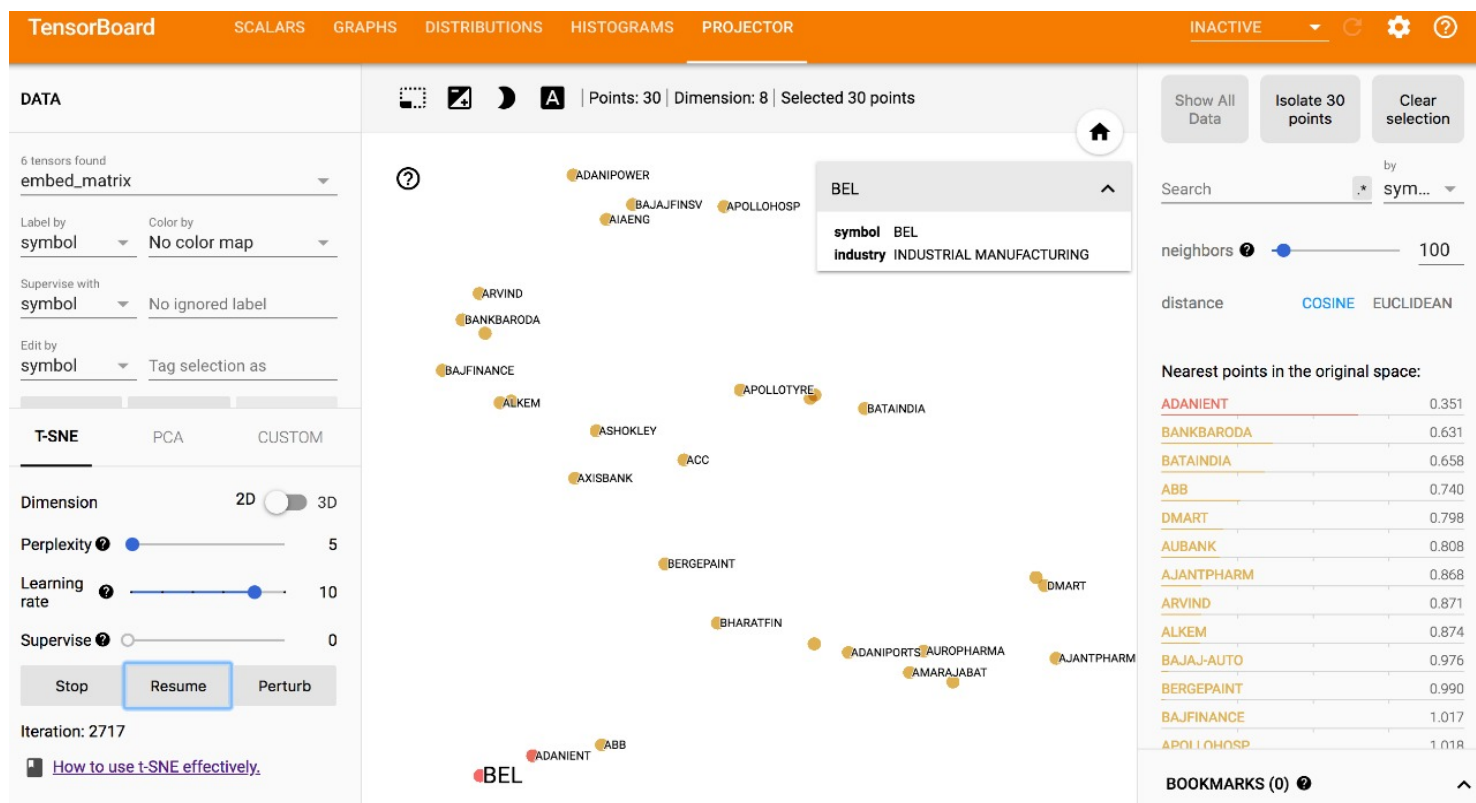 TensorBoard SCALARS GRAPHS DISTRIBUTIONS HISTOGRAMS PROJECTOR INACTIVE
DATA
6 tensors found
embed_matrix
Label by Color by
symbol No color map
Supervise with
symbol No ignored label
Edit by
symbol Tag selection as
T-SNE PCA CUSTOM
Dimension 2D 3D
Perplexity 5
Learning rate 10
Supervise 0
Stop Resume Perturb
Iteration: 2717
How to use t-SNE effectively.
A | Points: 30 | Dimension: 8 | Selected 30 points
BEL
symbol BEL
industry INDUSTRIAL MANUFACTURING
ADANIPOWER
BAJAJFINSV
APOLLOHOSP
AIAENG
ARVIND
BANKBARODA
BAJFINANCE
ALKEM
APOLLOTYRE
BATAINDIA
ASHOKLEY
ACC
AXISBANK
BERGEPAINT
DMART
BHARATFIN
ADANIPORTS
AUROPHARMA
AJANTPHARM
AMARAJABAT
ABB
ADANIENT
BEL
Show All Data
Isolate 30 points
Clear selection
Search .* by sym...
neighbors 100
distance COSINE EUCLIDEAN
Nearest points in the original space:
ADANIENT 0.351
BANKBARODA 0.631
BATAINDIA 0.658
ABB 0.740
DMART 0.798
AUBANK 0.808
AJANTPHARM 0.868
ARVIND 0.871
ALKEM 0.874
BAJAJ-AUTO 0.976
BERGEPAINT 0.990
BAJFINANCE 1.017
APOLLOHOSP 1.018
BOOKMARKS (0)